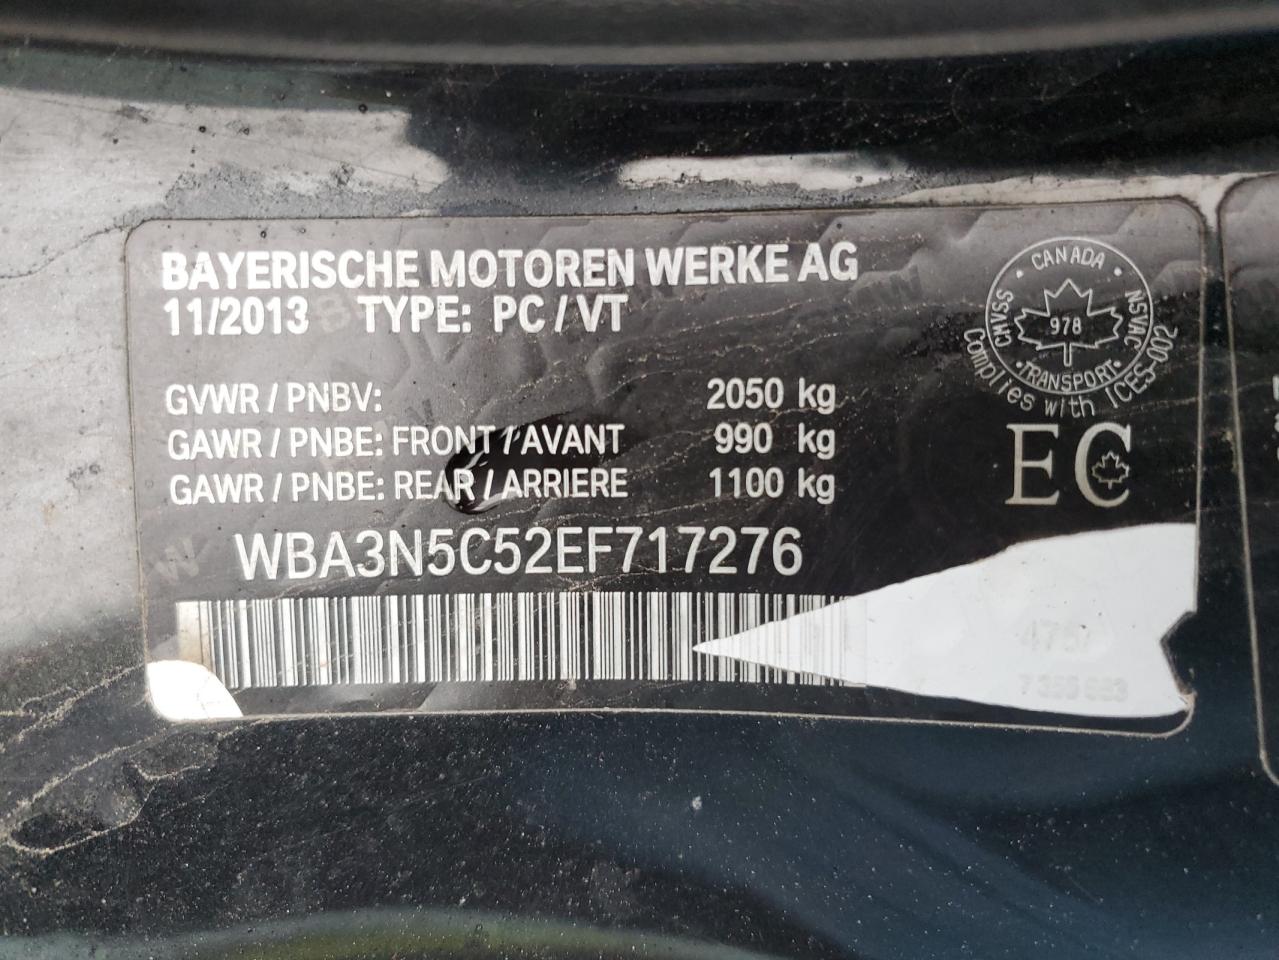 BAYERISCHE MOTOREN WERKE AG
11/2013 TYPE: PC / VT
GVWR / PNBV: 2050 kg
GAWR / PNBE: FRONT / AVANT 990 kg
GAWR / PNBE: REAR / ARRIERE 1100 kg
WBA3N5C52EF717276
CANADA
CMVSS NSVAC
978
TRANSPORT
Complies with ICES-002
EC